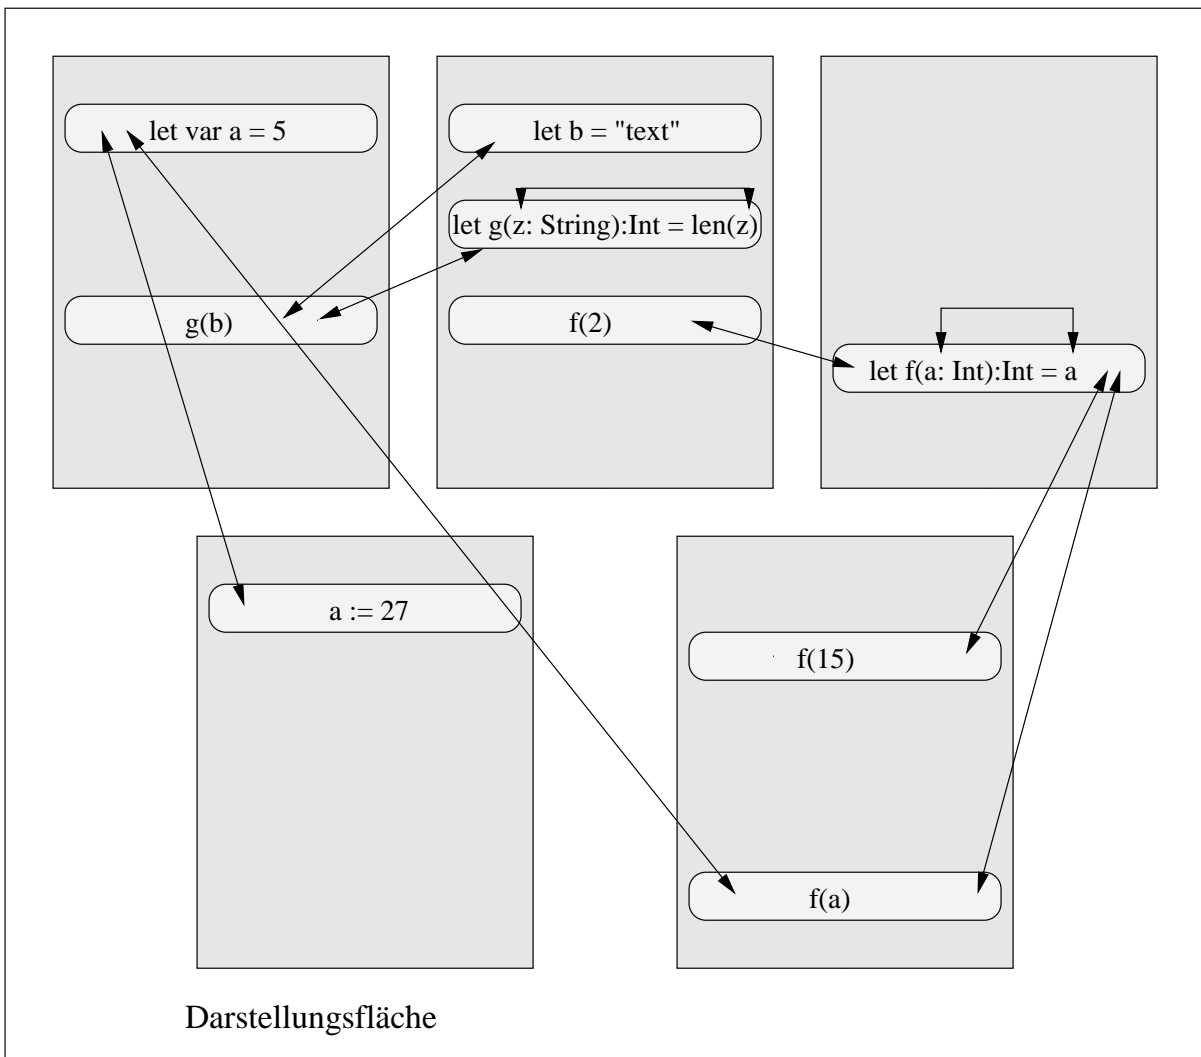 let var a = 5
g(b)
let b = "text"
let g(z: String):Int = len(z)
f(2)
let f(a: Int):Int = a
a := 27
f(15)
f(a)
Darstellungsfläche